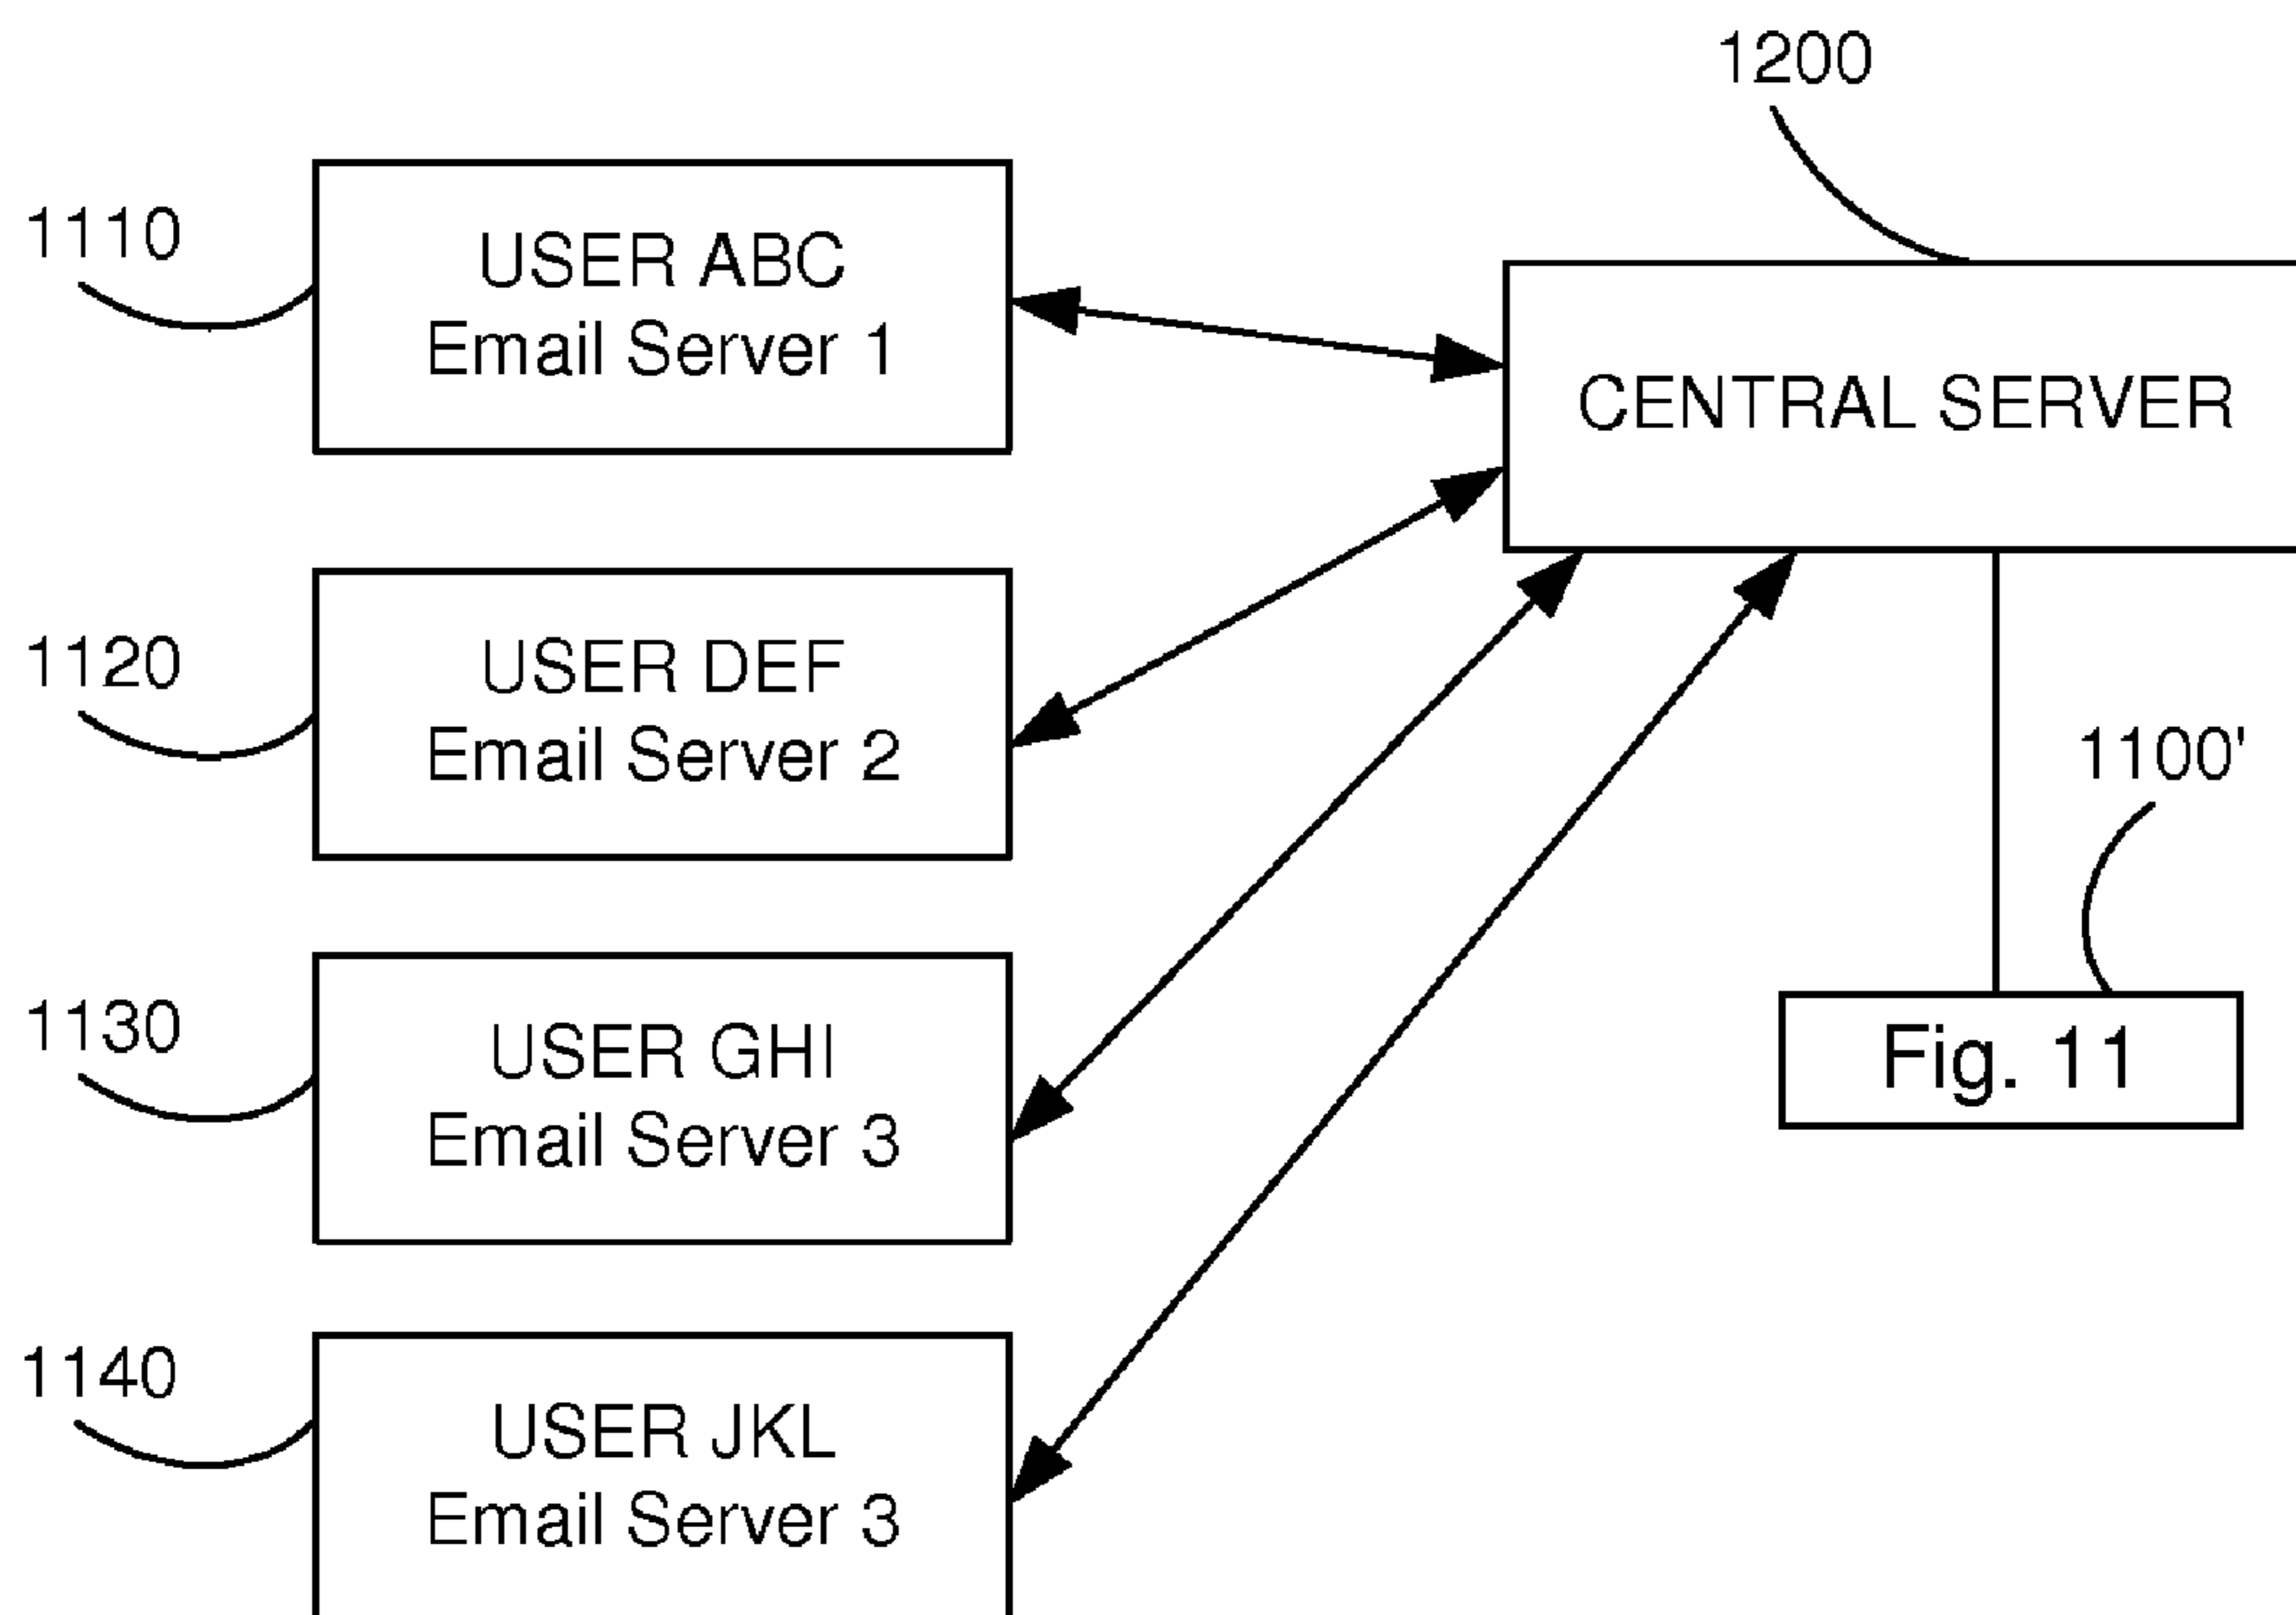 1200
1110
USER ABC
Email Server 1
CENTRAL SERVER
1120
USER DEF
Email Server 2
1100'
1130
USER GHI
Email Server 3
Fig. 11
1140
USER JKL
Email Server 3